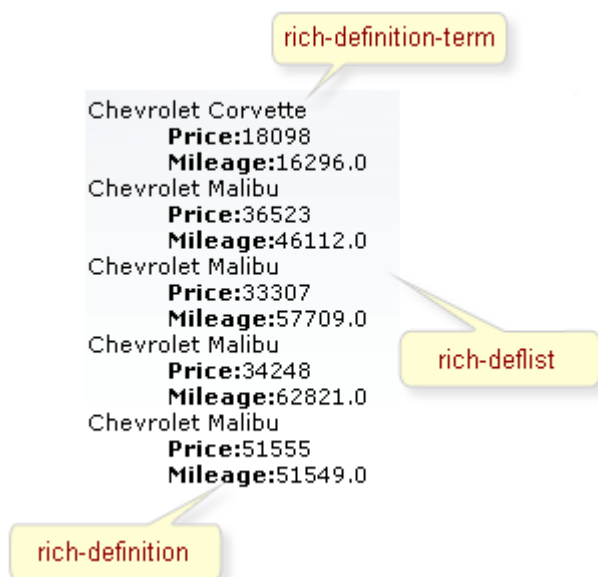 rich-definition-term
Chevrolet Corvette
Price:18098
Mileage:16296.0
Chevrolet Malibu
Price:36523
Mileage:46112.0
Chevrolet Malibu
Price:33307
Mileage:57709.0
Chevrolet Malibu
Price:34248
Mileage:62821.0
Chevrolet Malibu
Price:51555
Mileage:51549.0
rich-deflist
rich-definition